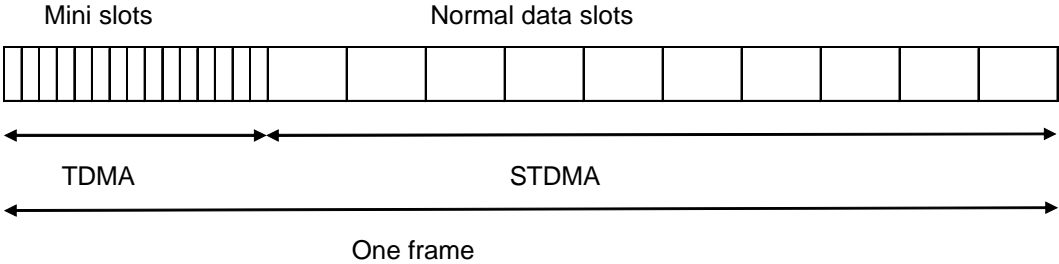 Mini slots
Normal data slots
TDMA
STDMA
One frame